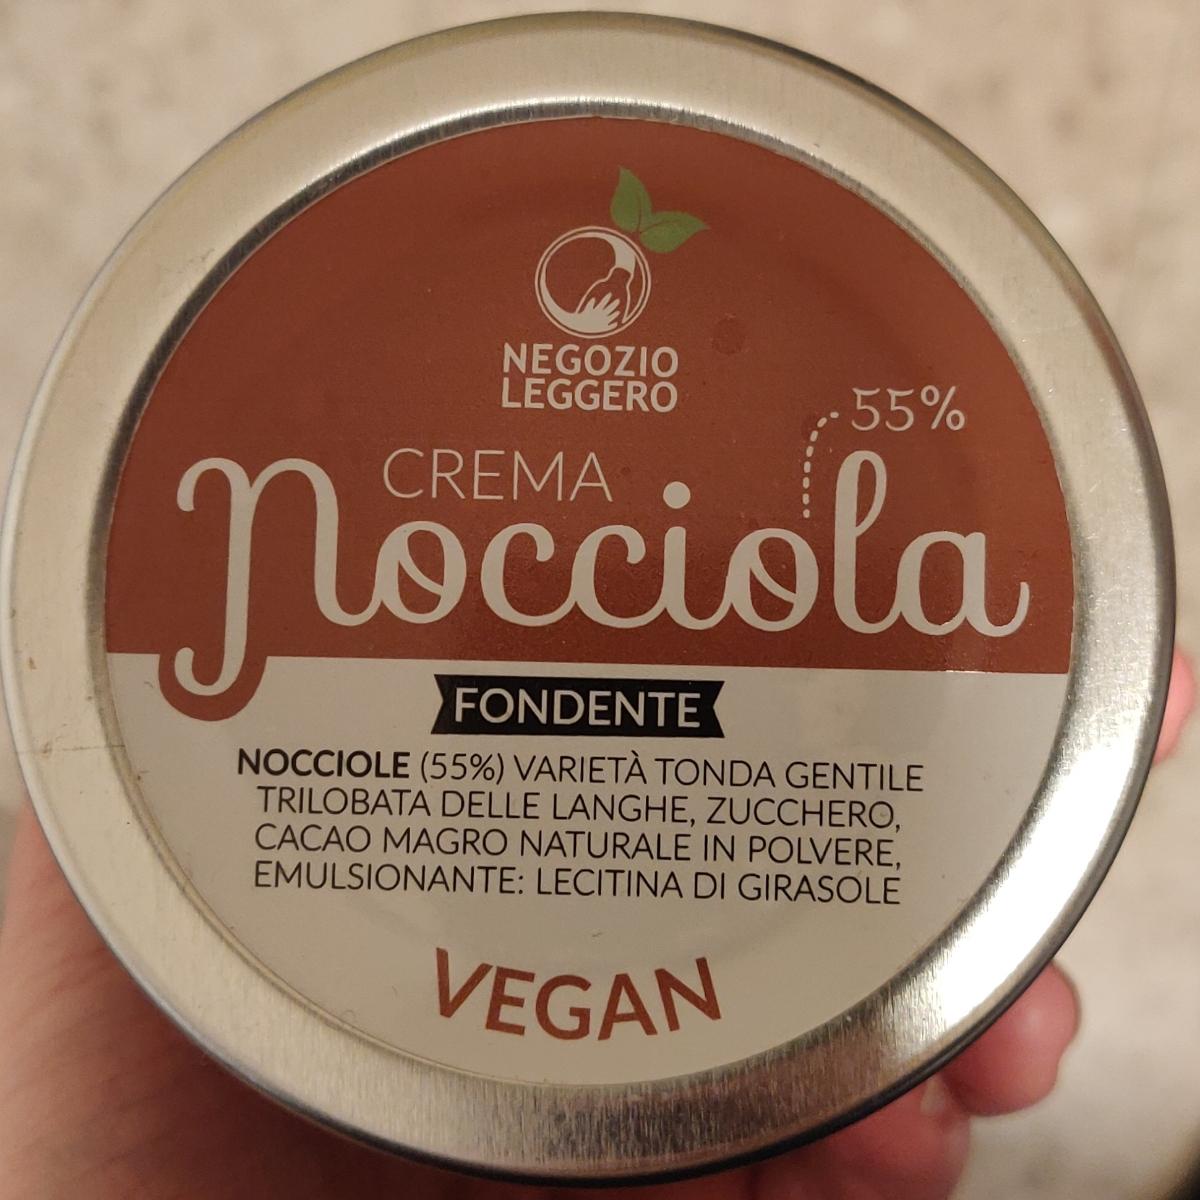 NEGOZIO
LEGGERO
55%
CREMA
Nocciola
FONDENTE
NOCCIOLE (55%) VARIETÀ TONDA GENTILE
TRILOBATA DELLE LANGHE, ZUCCHERO,
CACAO MAGRO NATURALE IN POLVERE,
EMULSIONANTE: LECITINA DI GIRASOLE
VEGAN